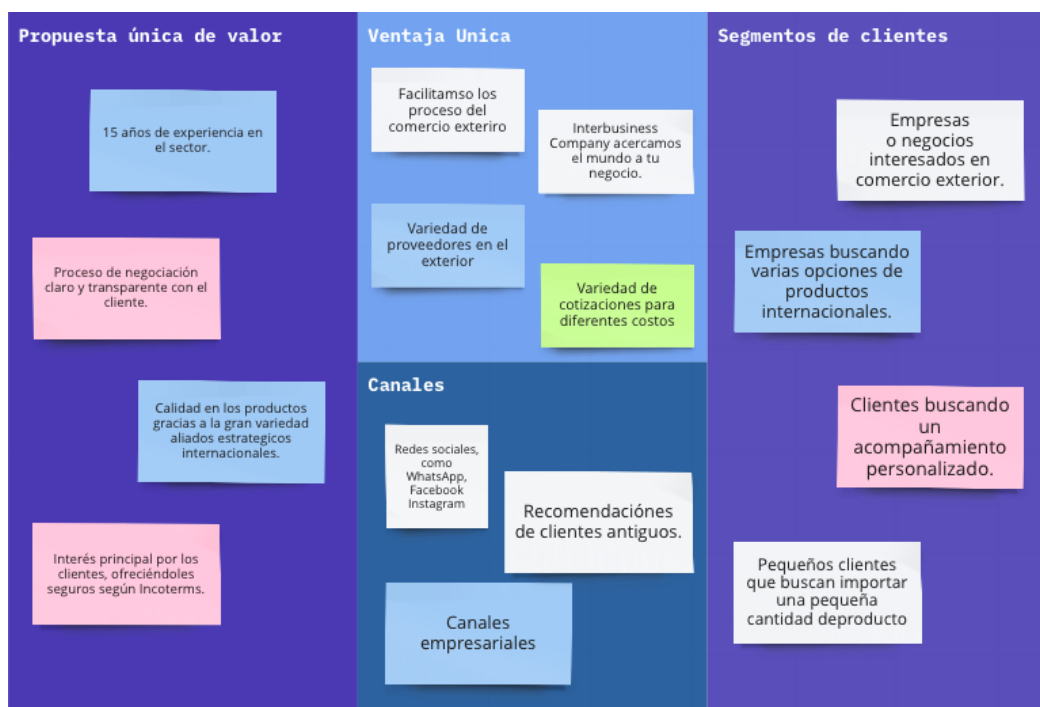 Propuesta única de valor
15 años de experiencia en
el sector.
Proceso de negociación
claro y transparente con el
cliente.
Calidad en los productos
gracias a la gran variedad
aliados estrategicos
internacionales.
Interés principal por los
clientes, ofreciéndoles
seguros según Incoterms.
Ventaja Unica
Facilitamso los
proceso del
comercio exteriro
Interbusiness
Company acercamos
el mundo a tu
negocio.
Variedad de
proveedores en el
exterior
Variedad de
cotizaciones para
diferentes costos
Canales
Redes sociales,
como
WhatsApp,
Facebook
Instagram
Recomendaciónes
de clientes antiguos.
Canales
empresariales
Segmentos de clientes
Empresas
o negocios
interesados en
comercio exterior.
Empresas buscando
varias opciones de
productos
internacionales.
Clientes buscando
un
acompañamiento
personalizado.
Pequeños clientes
que buscan importar
una pequeña
cantidad deproducto